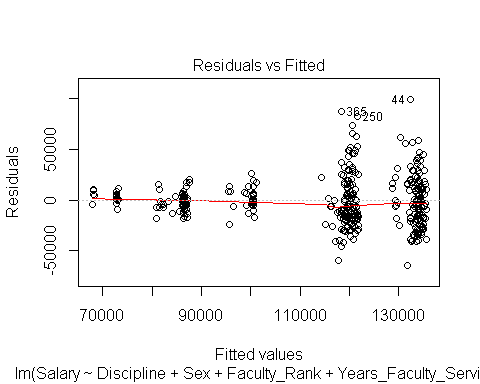 Residuals vs Fitted
44
365
250
Residuals
50000
0
-50000
70000
90000
110000
130000
Fitted values
lm(Salary ~ Discipline + Sex + Faculty_Rank + Years_Faculty_Servi